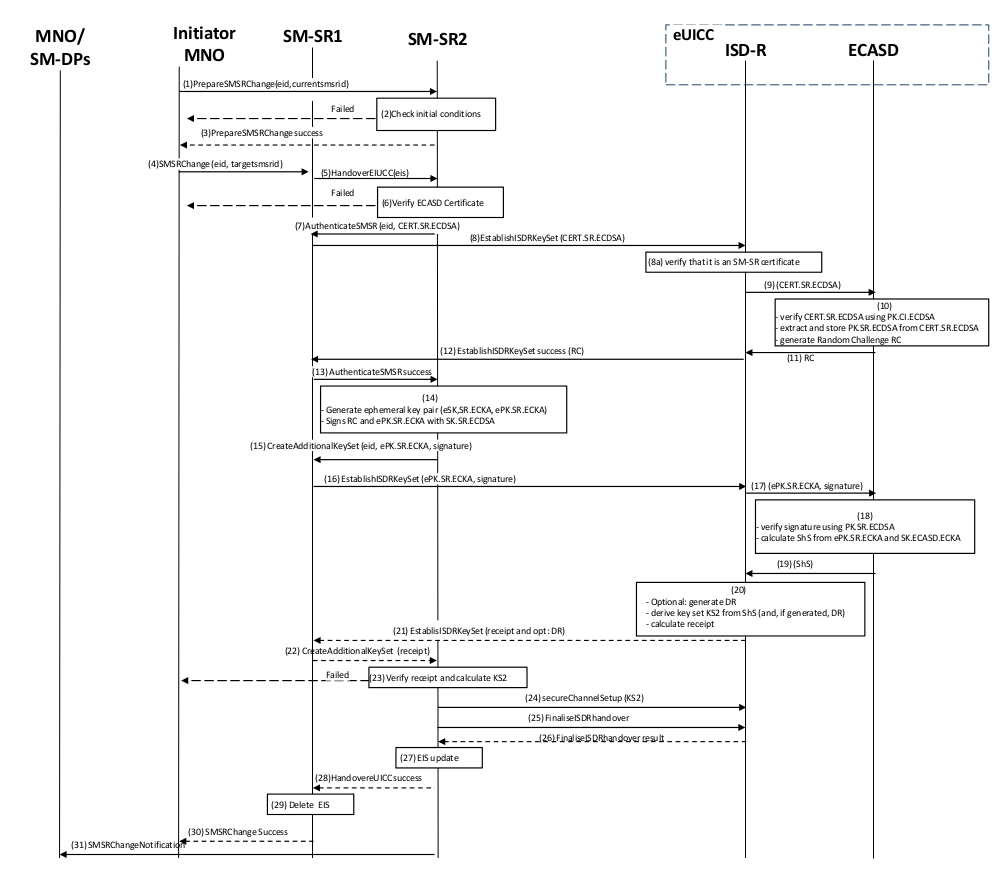 MNO/
SM-DPs
Initiator
MNO
SM-SR1
SM-SR2
eUICC
ISD-R
ECASD
(1)PrepareSMSRChange(eid,currentsmsrid)
Failed
(2)Check initial conditions
(3)PrepareSMSRChange success
(4)SMSRChange (eid, targetsmsrid)
(5)HandoverEIUCC(eis)
Failed
(6)Verify ECASD Certificate
(7)AuthenticateSMSR (eid, CERT.SR.ECDSA)
(8)EstablishISDRKeySet (CERT.SR.ECDSA)
(8a) verify that it is an SM-SR certificate
(9) (CERT.SR.ECDSA)
(10)
- verify CERT.SR.ECDSA using PK.CI.ECDSA
- extract and store PK.SR.ECDSA from CERT.SR.ECDSA
- generate Random Challenge RC
(12) EstablishISDRKeySet success (RC)
(11) RC
(13) AuthenticateSMSR success
(14)
- Generate ephemeral key pair (eSK,SR.ECKA, ePK.SR.ECKA)
- Signs RC and ePK.SR.ECKA with SK.SR.ECDSA
(15)CreateAdditionalKeySet (eid, ePK.SR.ECKA, signature)
(16) EstablishISDRKeySet (ePK.SR.ECKA, signature)
(17) (ePK.SR.ECKA, signature)
(18)
- verify signature using PK.SR.ECDSA
- calculate ShS from ePK.SR.ECKA and SK.ECASD.ECKA
(19) (ShS)
(20)
- Optional: generate DR
- derive key set KS2 from ShS (and, if generated, DR)
- calculate receipt
(21) EstablisISDRKeySet (receipt and opt: DR)
(22) CreateAdditionalKeySet (receipt)
Failed
(23) Verify receipt and calculate KS2
(24) secureChannelSetup (KS2)
(25) FinaliseISDRhandover
(26) FinaliseISDRhandover result
(27) EIS update
(28)HandovereUICC success
(29) Delete EIS
(30) SMSRChange Success
(31) SMSRChangeNotification